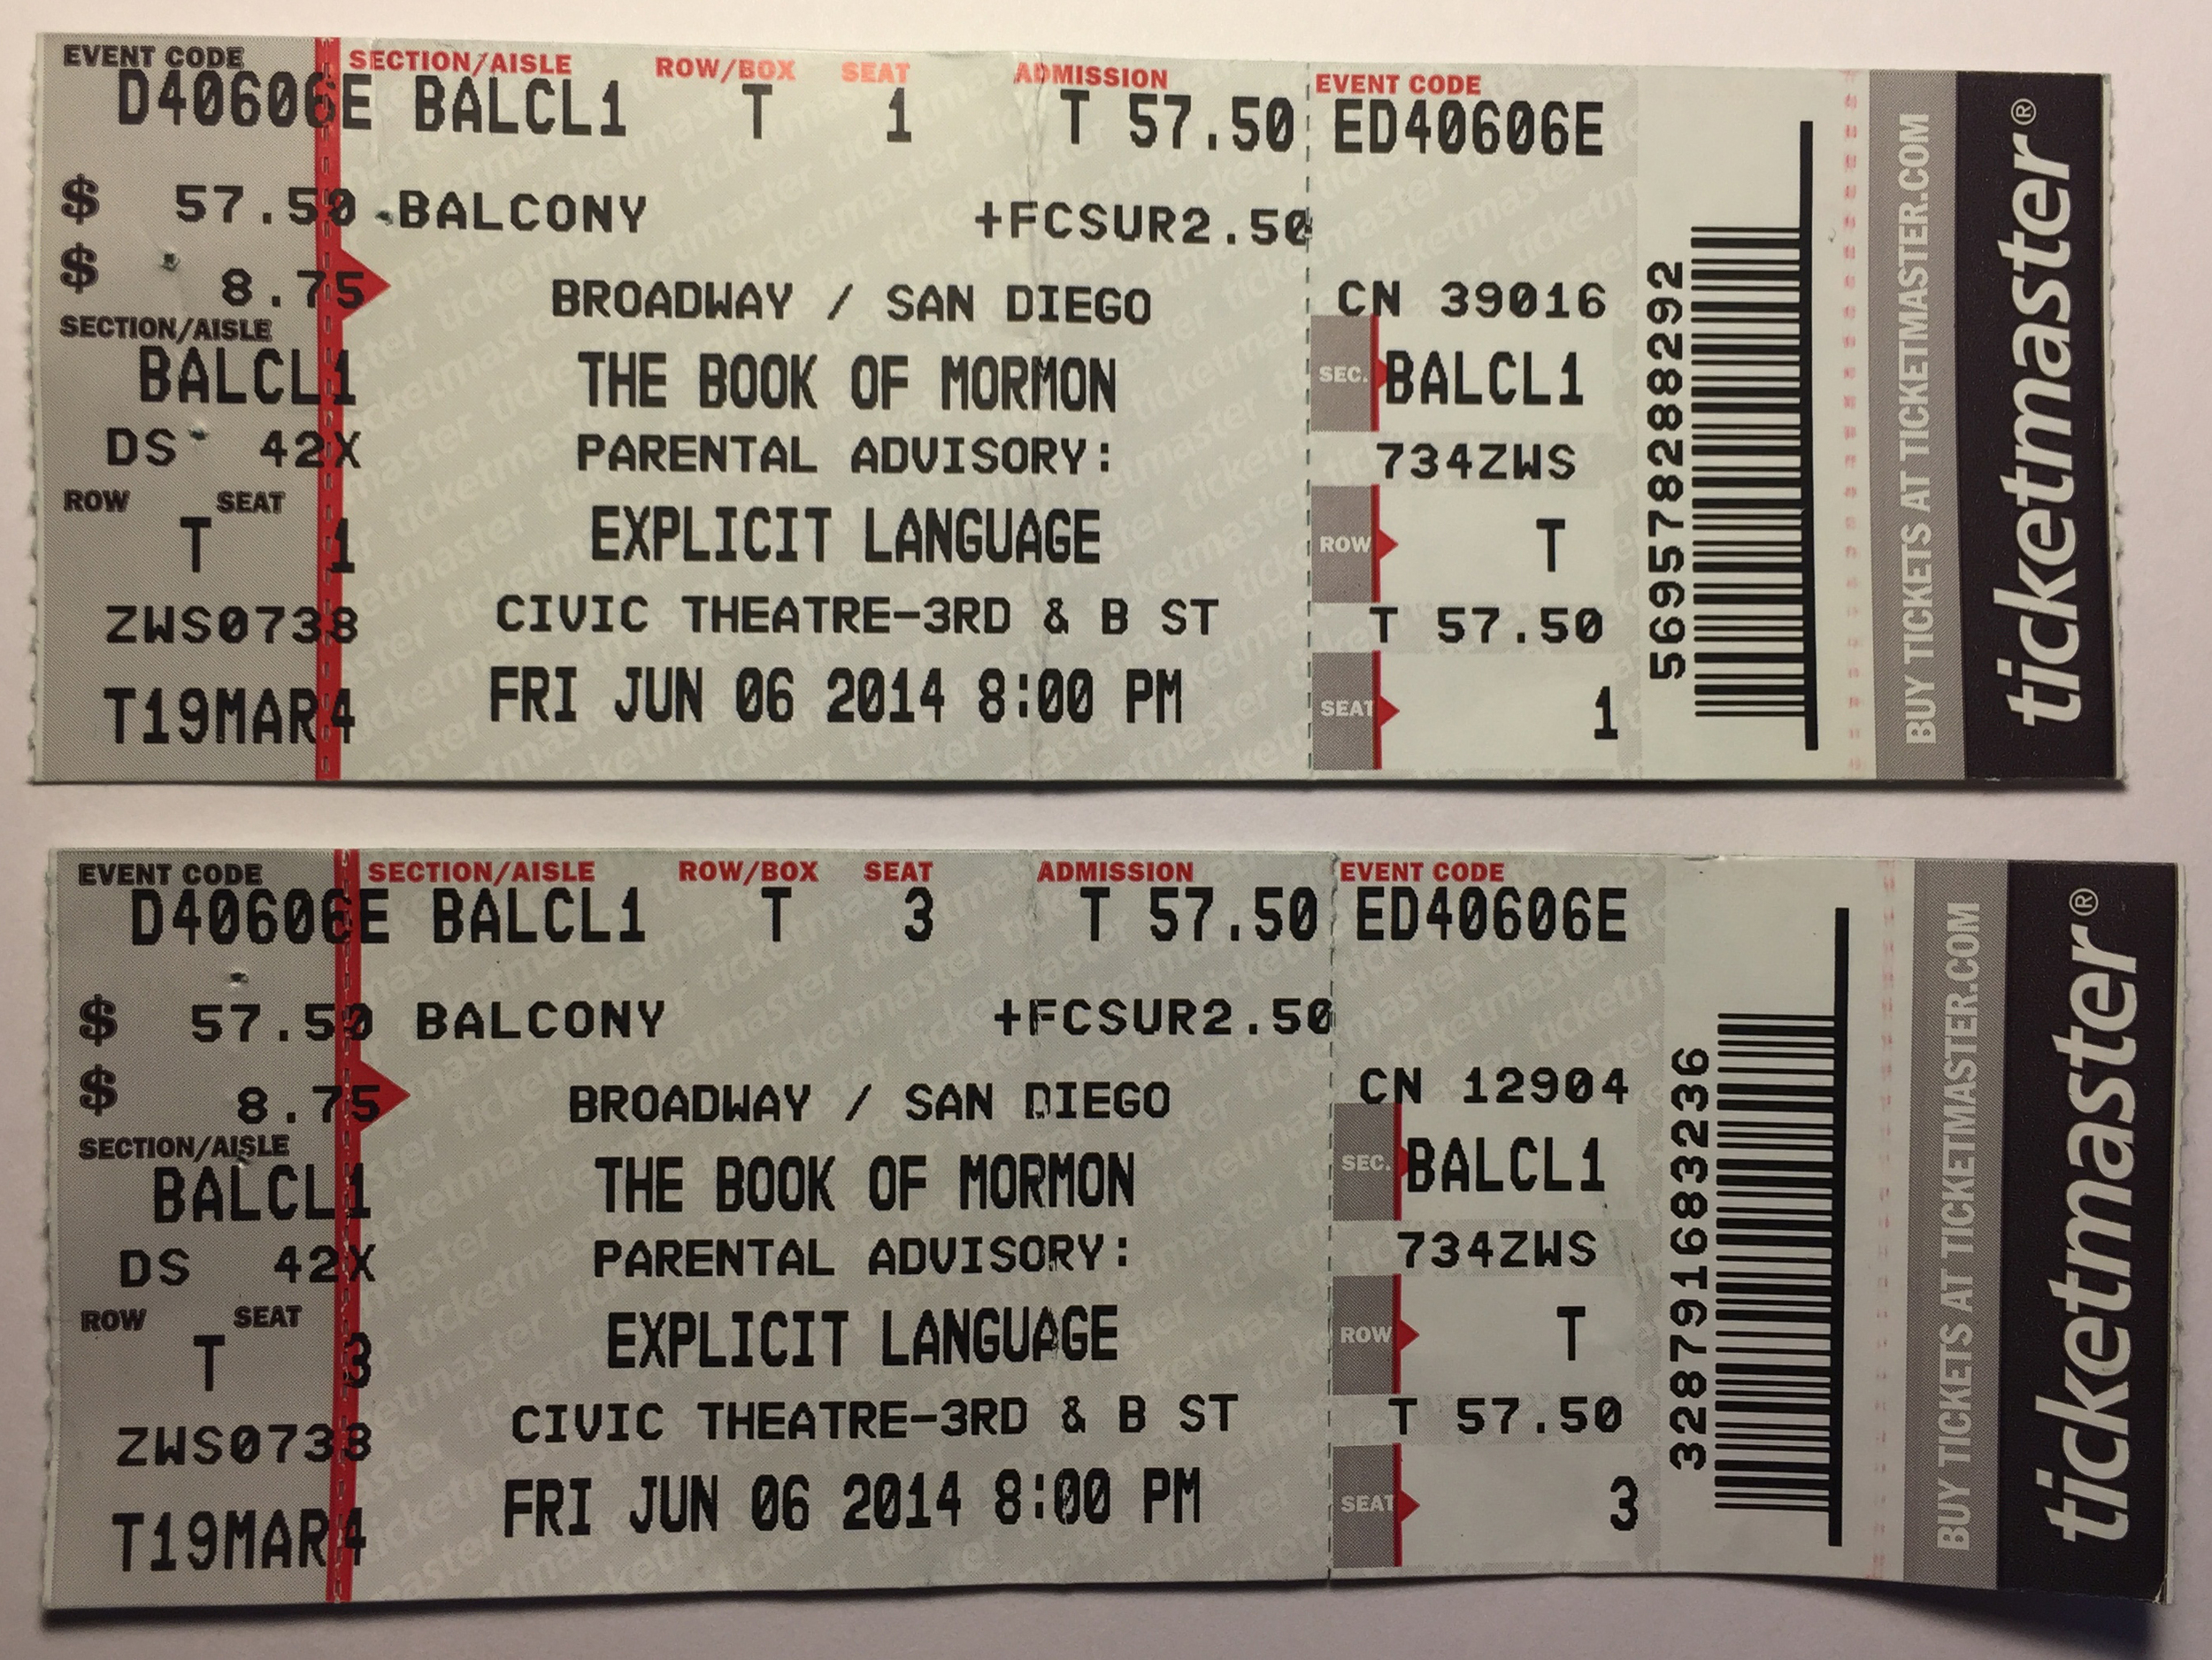 EVENT CODE SECTION/AISLE ROW/BOX SEAT ADMISSION EVENT CODE
D40606E BALCL1 T 1 T 57.50 ED40606E
$ 57.50 BALCONY +FCSUR2.50
$ 8.75 BROADWAY / SAN DIEGO CN 39016
SECTION/AISLE
BALCL1 THE BOOK OF MORMON SEC. BALCL1
DS 42X PARENTAL ADVISORY: 734ZWS
ROW SEAT
T 1 EXPLICIT LANGUAGE ROW T
ZWS0738 CIVIC THEATRE-3RD & B ST T 57.50
T19MAR4 FRI JUN 06 2014 8:00 PM SEAT 1
569578288292
BUY TICKETS AT TICKETMASTER.COM
ticketmaster®
EVENT CODE SECTION/AISLE ROW/BOX SEAT ADMISSION EVENT CODE
D40606E BALCL1 T 3 T 57.50 ED40606E
$ 57.50 BALCONY +FCSUR2.50
$ 8.75 BROADWAY / SAN DIEGO CN 12904
SECTION/AISLE
BALCL1 THE BOOK OF MORMON SEC. BALCL1
DS 42X PARENTAL ADVISORY: 734ZWS
ROW SEAT
T 3 EXPLICIT LANGUAGE ROW T
ZWS0738 CIVIC THEATRE-3RD & B ST T 57.50
T19MAR4 FRI JUN 06 2014 8:00 PM SEAT 3
328791683236
BUY TICKETS AT TICKETMASTER.COM
ticketmaster®